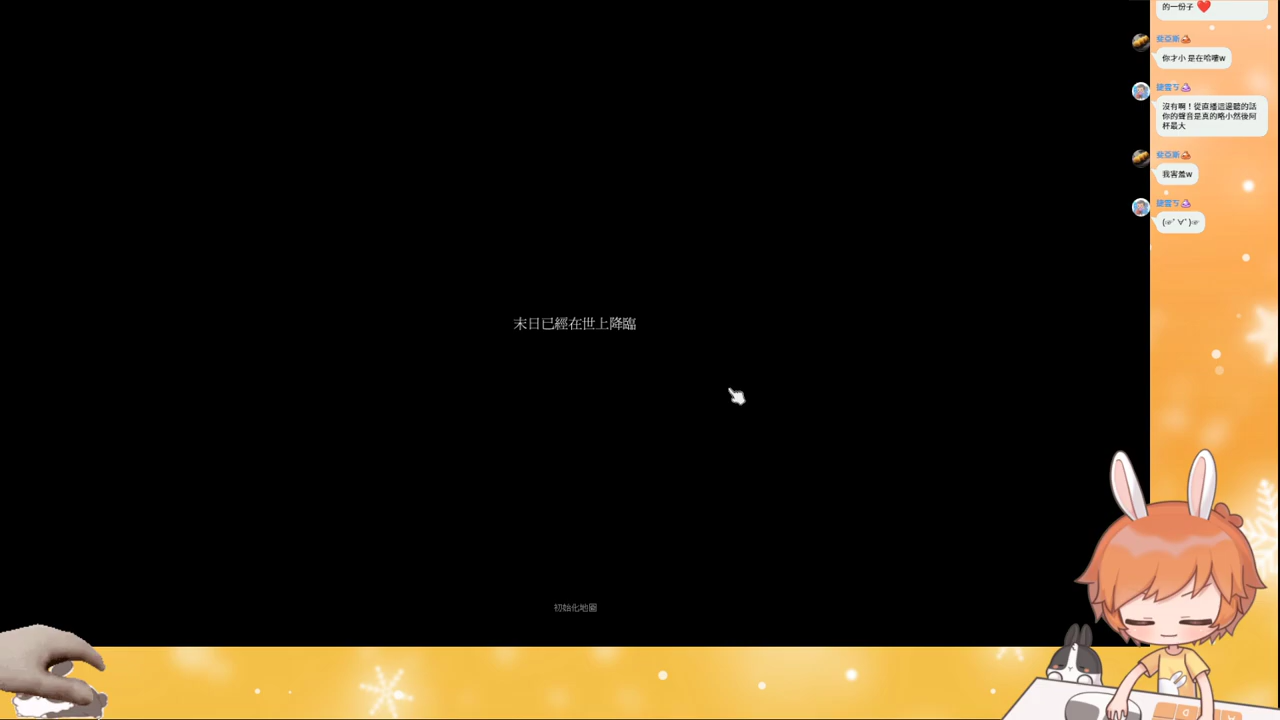 的一份子 ❤️
你才小 是在哈嘍w
沒有啊！從直播這邊聽的話
你的聲音是真的略小然後阿
杯最大
我害羞w
末日已經在世上降臨
初始化地圖